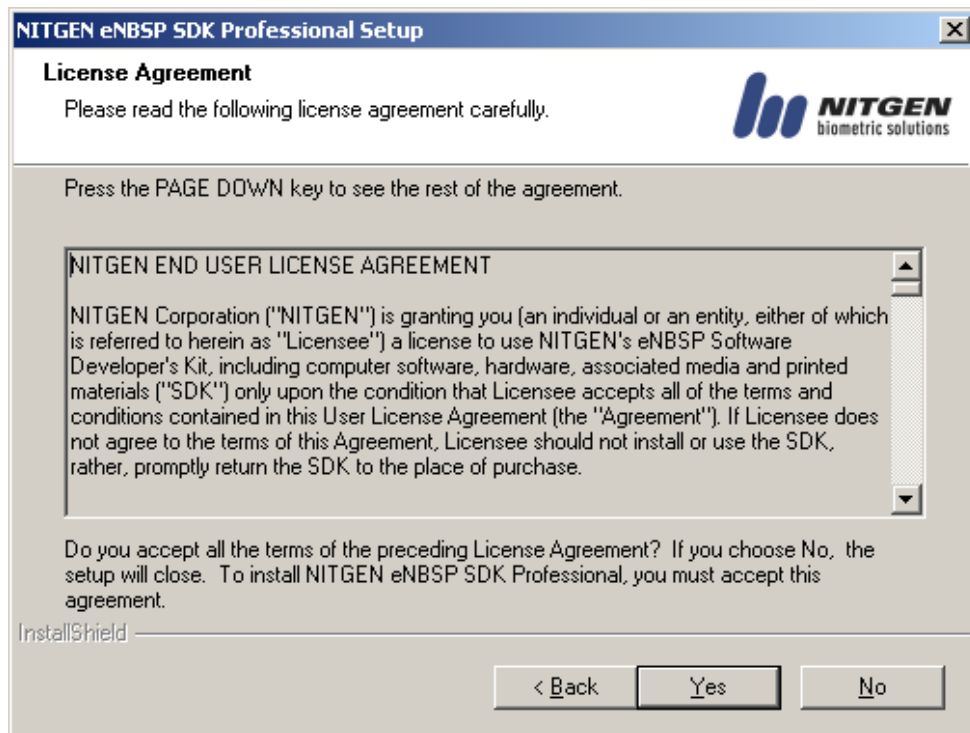 NITGEN eNBSP SDK Professional Setup
License Agreement
Please read the following license agreement carefully.
NITGEN
biometric solutions
Press the PAGE DOWN key to see the rest of the agreement.
NITGEN END USER LICENSE AGREEMENT
NITGEN Corporation ("NITGEN") is granting you (an individual or an entity, either of which
is referred to herein as "Licensee") a license to use NITGEN's eNBSP Software
Developer's Kit, including computer software, hardware, associated media and printed
materials ("SDK") only upon the condition that Licensee accepts all of the terms and
conditions contained in this User License Agreement (the "Agreement"). If Licensee does
not agree to the terms of this Agreement, Licensee should not install or use the SDK,
rather, promptly return the SDK to the place of purchase.
Do you accept all the terms of the preceding License Agreement?  If you choose No,  the
setup will close.  To install NITGEN eNBSP SDK Professional, you must accept this
agreement.
InstallShield
< Back
Yes
No